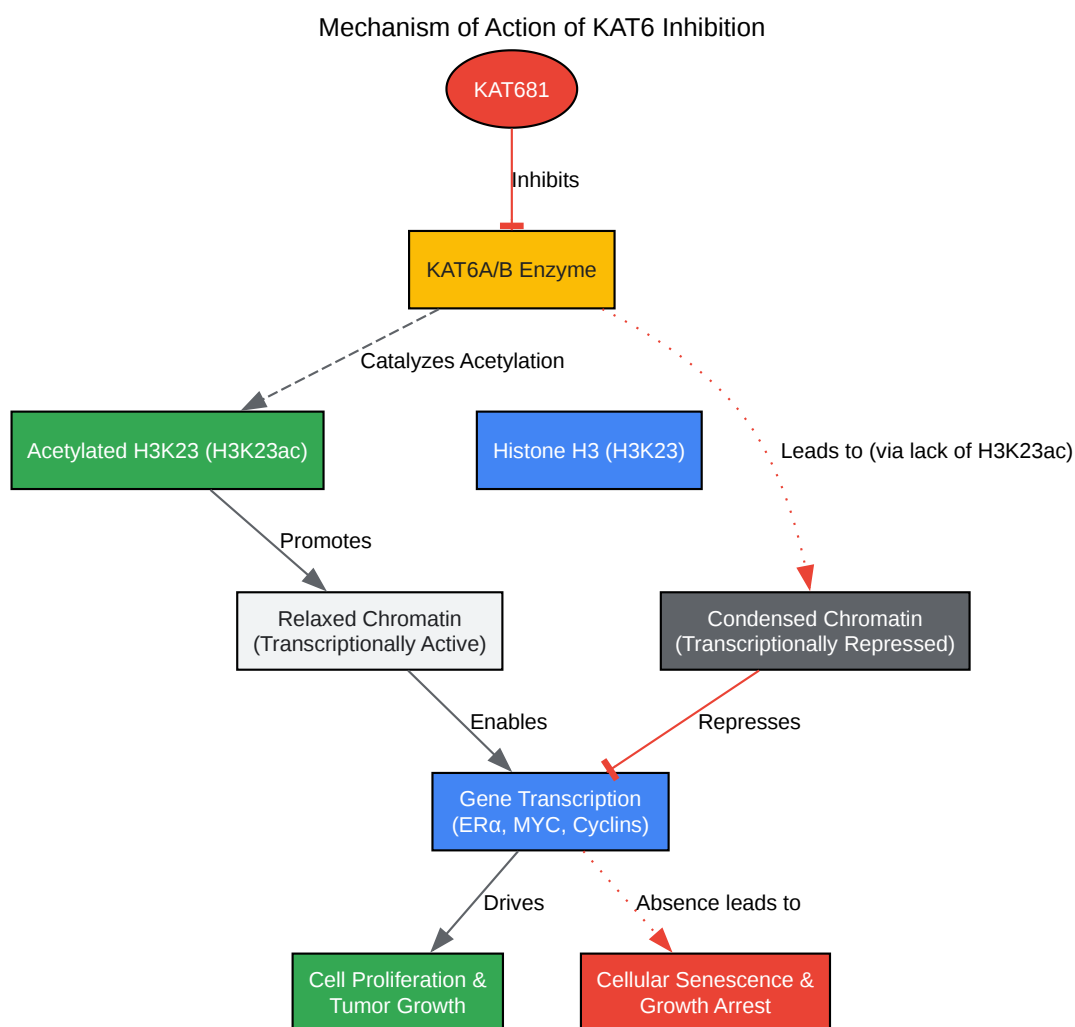 Mechanism of Action of KAT6 Inhibition
KAT681
Inhibits
KAT6A/B Enzyme
Catalyzes Acetylation
Acetylated H3K23 (H3K23ac)
Histone H3 (H3K23)
Leads to (via lack of H3K23ac)
Promotes
Relaxed Chromatin
(Transcriptionally Active)
Condensed Chromatin
(Transcriptionally Repressed)
Enables
Represses
Gene Transcription
(ERα, MYC, Cyclins)
Drives
Absence leads to
Cell Proliferation &
Tumor Growth
Cellular Senescence &
Growth Arrest